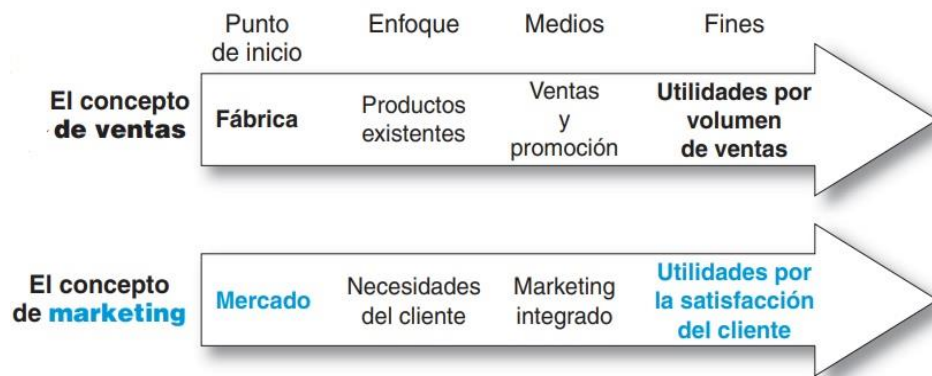 Punto
de inicio
Enfoque
Medios
Fines
El concepto
de ventas
Fábrica
Productos
existentes
Ventas
y
promoción
Utilidades por
volumen
de ventas
El concepto
de marketing
Mercado
Necesidades
del cliente
Marketing
integrado
Utilidades por
la satisfacción
del cliente